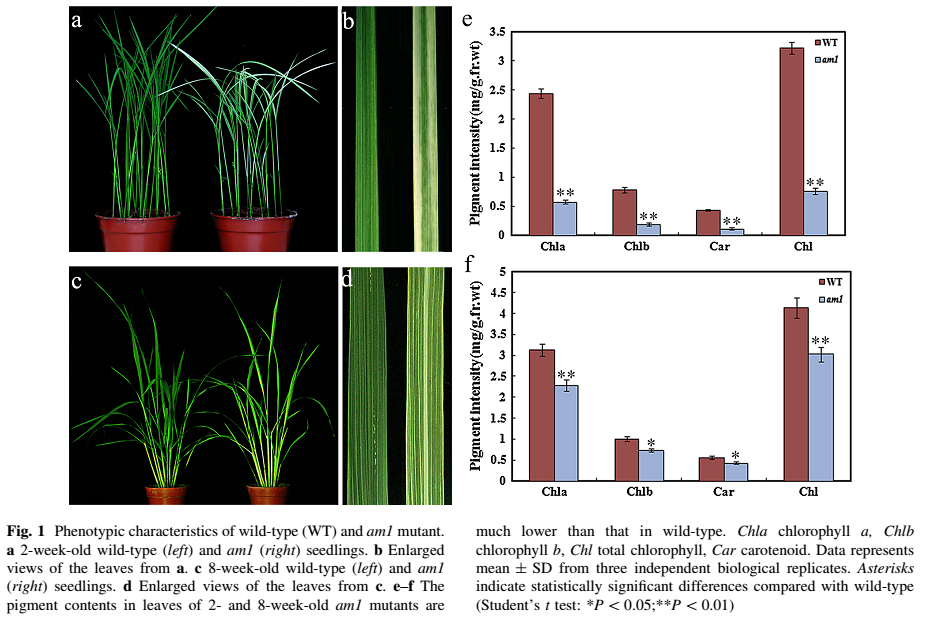 a
b
e
Pigment intensity(mg/g.fr.wt)
3.5
3
2.5
2
1.5
1
0.5
0
WT
am1
**
**
**
**
Chla
Chlb
Car
Chl
c
d
f
Pigment intensity(mg/g.fr.wt)
5
4.5
4
3.5
3
2.5
2
1.5
1
0.5
0
WT
am1
**
*
*
**
Chla
Chlb
Car
Chl
Fig. 1 Phenotypic characteristics of wild-type (WT) and am1 mutant.
a 2-week-old wild-type (left) and am1 (right) seedlings. b Enlarged
views of the leaves from a. c 8-week-old wild-type (left) and am1
(right) seedlings. d Enlarged views of the leaves from c. e–f The
pigment contents in leaves of 2- and 8-week-old am1 mutants are
much lower than that in wild-type. Chla chlorophyll a, Chlb
chlorophyll b, Chl total chlorophyll, Car carotenoid. Data represents
mean ± SD from three independent biological replicates. Asterisks
indicate statistically significant differences compared with wild-type
(Student's t test: *P < 0.05;**P < 0.01)